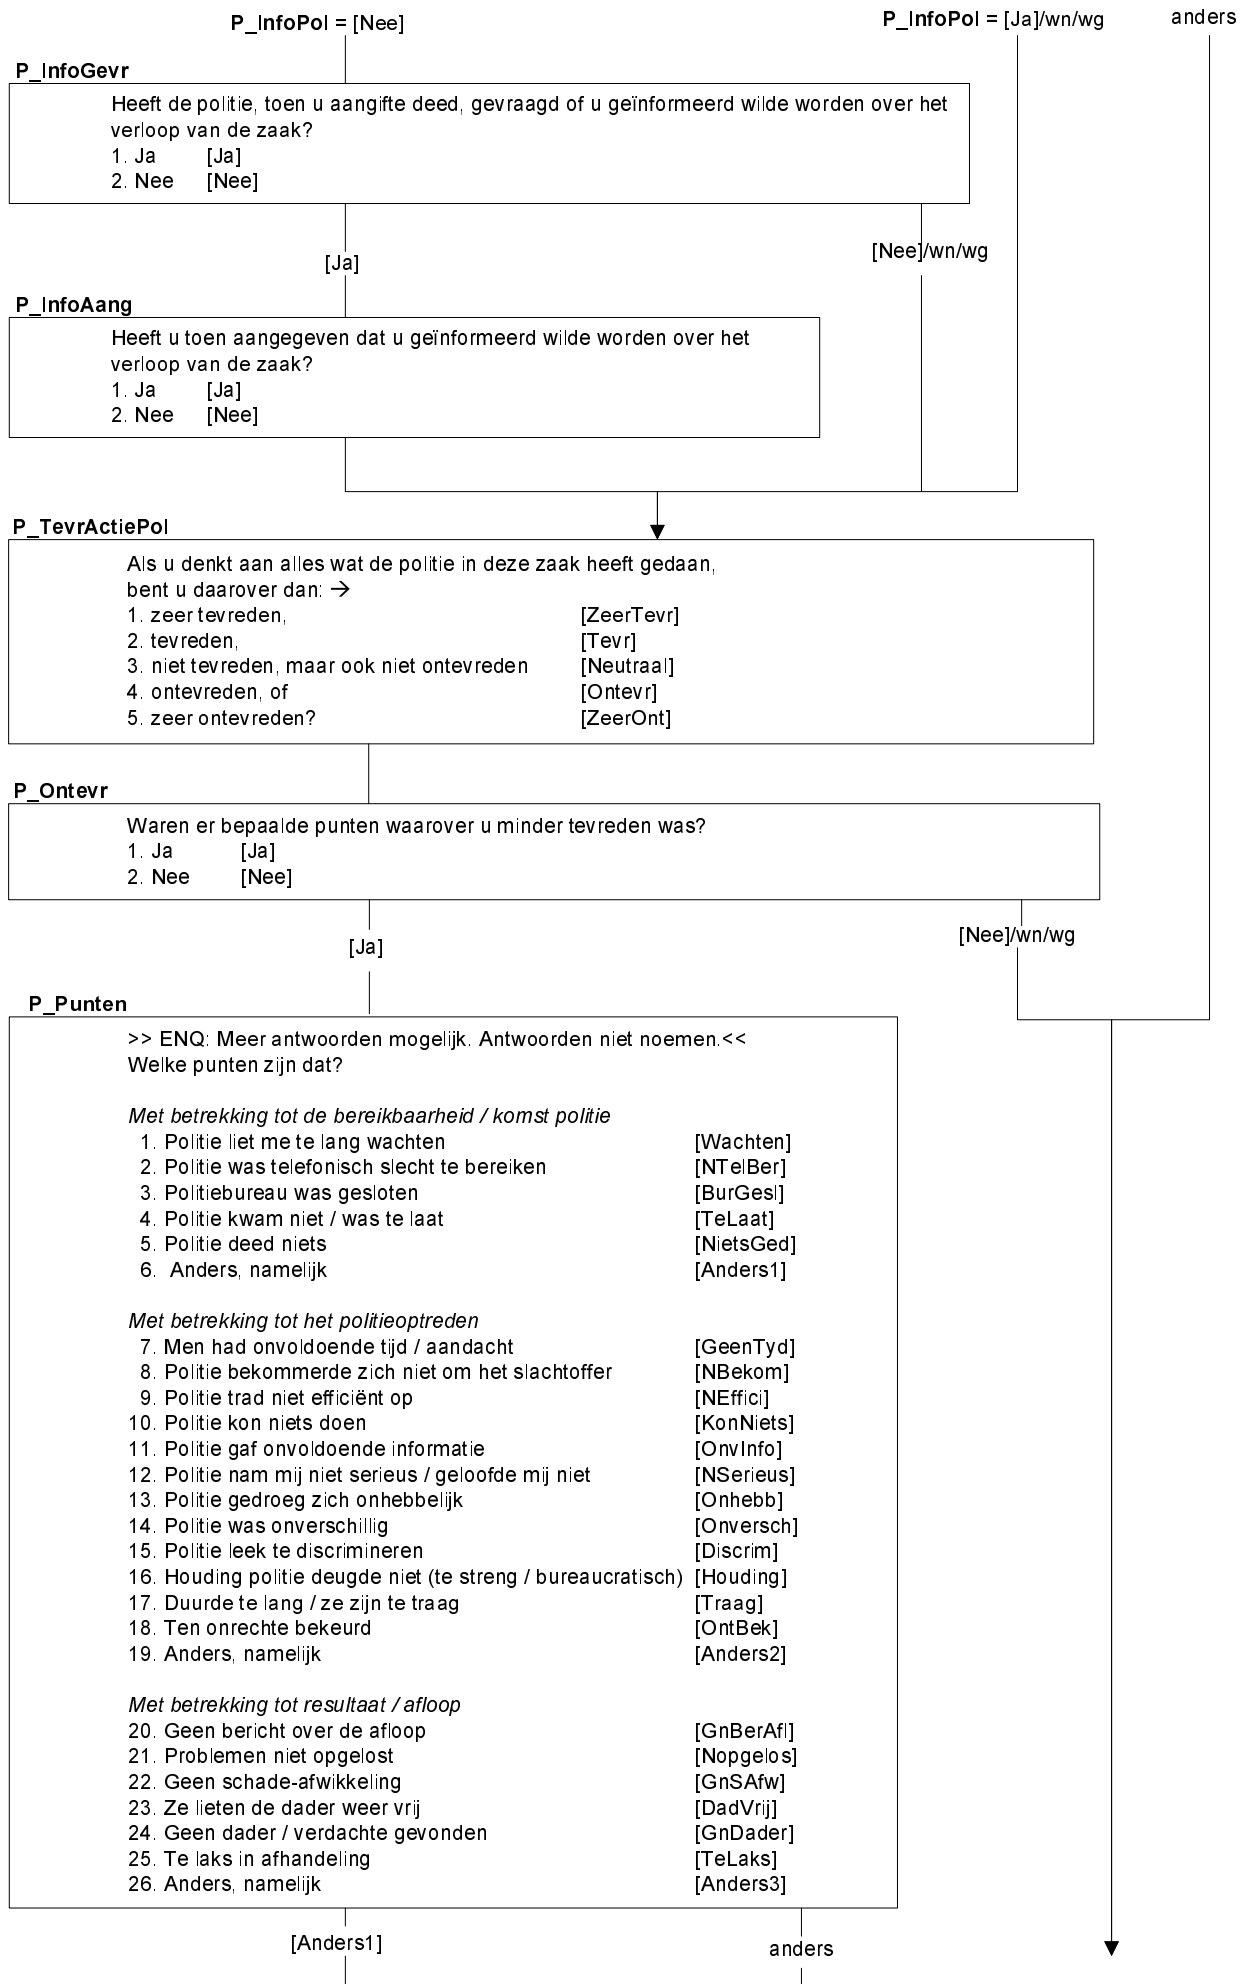 P_InfoPol = [Nee]
P_InfoPol = [Ja]/wn/wg
anders
P_InfoGevr
Heeft de politie, toen u aangifte deed, gevraagd of u geïnformeerd wilde worden over het
verloop van de zaak?
1. Ja [Ja]
2. Nee [Nee]
[Ja]
[Nee]/wn/wg
P_InfoAang
Heeft u toen aangegeven dat u geïnformeerd wilde worden over het
verloop van de zaak?
1. Ja [Ja]
2. Nee [Nee]
P_TevrActiePol
Als u denkt aan alles wat de politie in deze zaak heeft gedaan,
bent u daarover dan: →
1. zeer tevreden, [ZeerTevr]
2. tevreden, [Tevr]
3. niet tevreden, maar ook niet ontevreden [Neutraal]
4. ontevreden, of [Ontevr]
5. zeer ontevreden? [ZeerOnt]
P_Ontevr
Waren er bepaalde punten waarover u minder tevreden was?
1. Ja [Ja]
2. Nee [Nee]
[Ja]
[Nee]/wn/wg
P_Punten
>> ENQ: Meer antwoorden mogelijk. Antwoorden niet noemen.<<
Welke punten zijn dat?
Met betrekking tot de bereikbaarheid / komst politie
1. Politie liet me te lang wachten [Wachten]
2. Politie was telefonisch slecht te bereiken [NTelBer]
3. Politiebureau was gesloten [BurGesl]
4. Politie kwam niet / was te laat [TeLaat]
5. Politie deed niets [NietsGed]
6. Anders, namelijk [Anders1]
Met betrekking tot het politieoptreden
7. Men had onvoldoende tijd / aandacht [GeenTyd]
8. Politie bekommerde zich niet om het slachtoffer [NBekom]
9. Politie trad niet efficiënt op [NEffici]
10. Politie kon niets doen [KonNiets]
11. Politie gaf onvoldoende informatie [OnvInfo]
12. Politie nam mij niet serieus / geloofde mij niet [NSerieus]
13. Politie gedroeg zich onhebbelijk [Onhebb]
14. Politie was onverschillig [Onversch]
15. Politie leek te discrimineren [Discrim]
16. Houding politie deugde niet (te streng / bureaucratisch) [Houding]
17. Duurde te lang / ze zijn te traag [Traag]
18. Ten onrechte bekeurd [OntBek]
19. Anders, namelijk [Anders2]
Met betrekking tot resultaat / afloop
20. Geen bericht over de afloop [GnBerAfl]
21. Problemen niet opgelost [Nopgelos]
22. Geen schade-afwikkeling [GnSAfw]
23. Ze lieten de dader weer vrij [DadVrij]
24. Geen dader / verdachte gevonden [GnDader]
25. Te laks in afhandeling [TeLaks]
26. Anders, namelijk [Anders3]
[Anders1]
anders